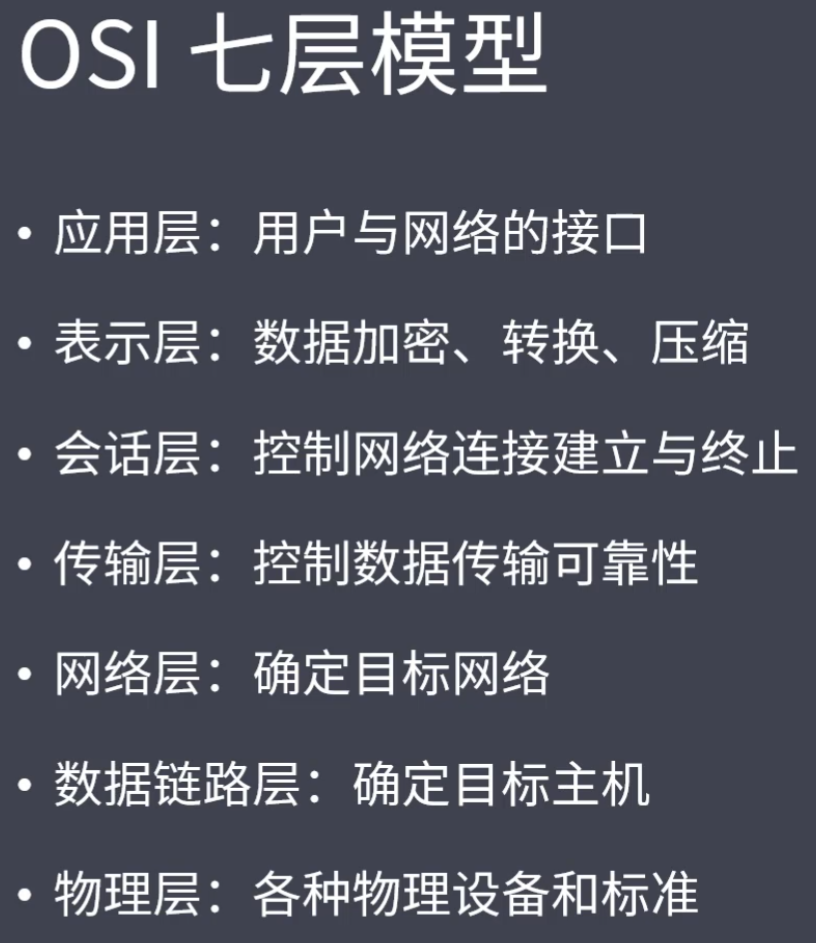 OSI 七层模型
• 应用层：用户与网络的接口
• 表示层：数据加密、转换、压缩
• 会话层：控制网络连接建立与终止
• 传输层：控制数据传输可靠性
• 网络层：确定目标网络
• 数据链路层：确定目标主机
• 物理层：各种物理设备和标准